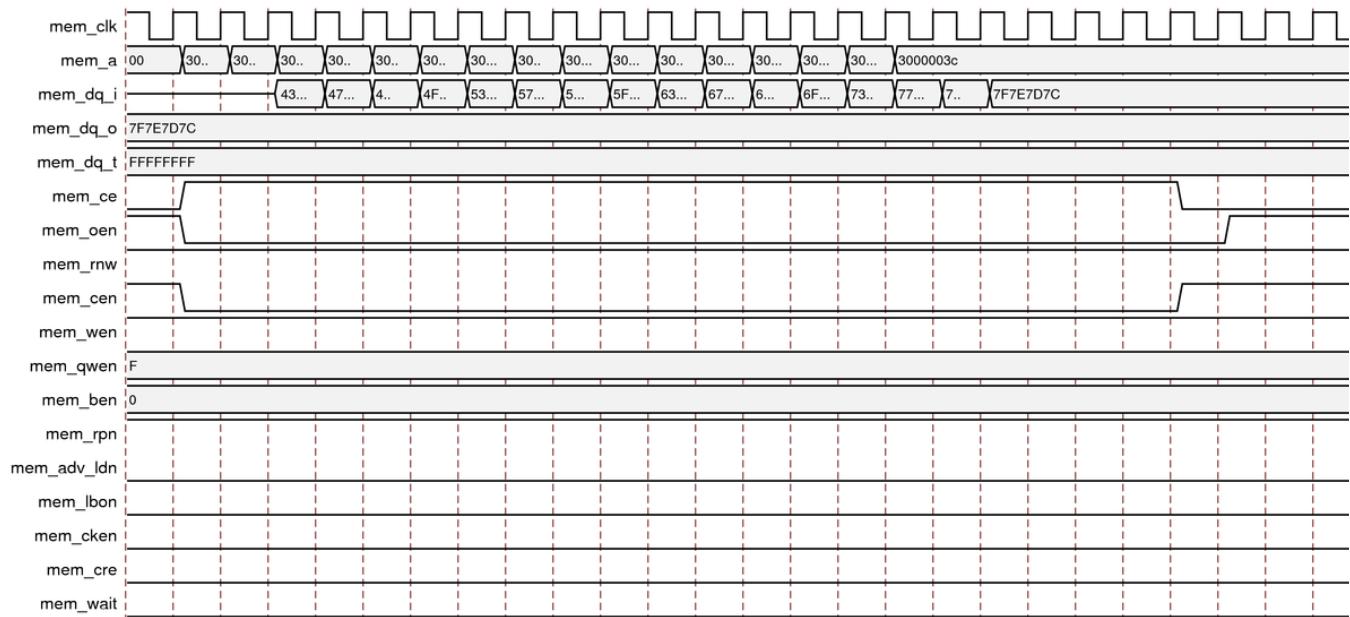 mem_clk
mem_a 00 30.. 30.. 30.. 30.. 30.. 30.. 30... 30.. 30... 30... 30... 30... 30... 30... 3000003c
mem_dq_i 43... 47... 4.. 4F.. 53... 57... 5... 5F... 63... 67... 6... 6F... 73.. 77... 7.. 7F7E7D7C
mem_dq_o 7F7E7D7C
mem_dq_t FFFFFFFF
mem_ce
mem_oen
mem_rnw
mem_cen
mem_wen
mem_qwen F
mem_ben 0
mem_rpn
mem_adv_ldn
mem_lbon
mem_cken
mem_cre
mem_wait